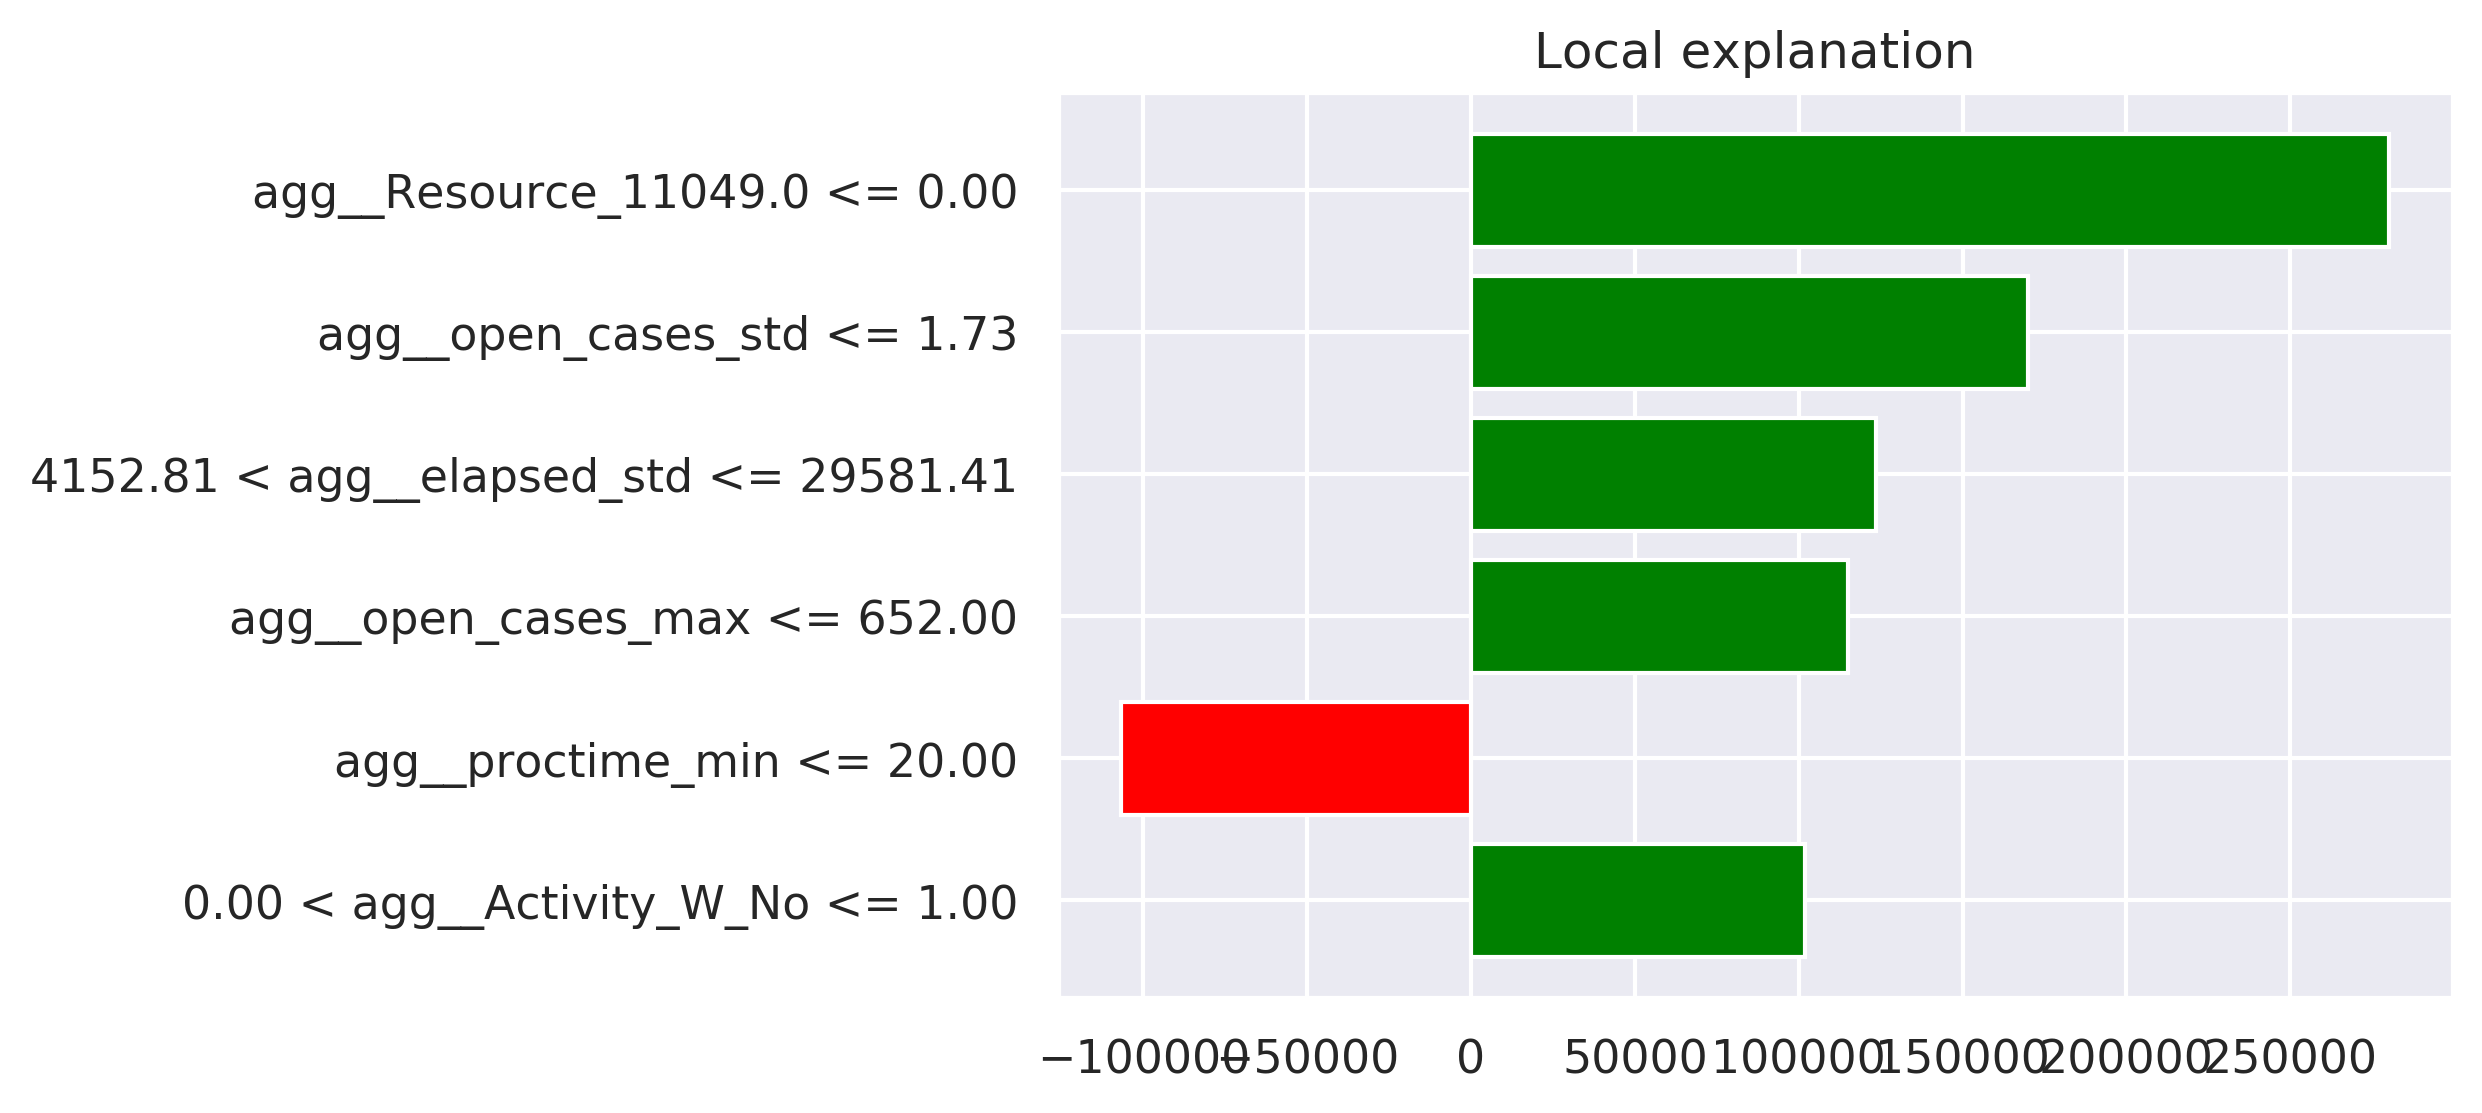 Local explanation
agg__Resource_11049.0 <= 0.00
agg__open_cases_std <= 1.73
4152.81 < agg__elapsed_std <= 29581.41
agg__open_cases_max <= 652.00
agg__proctime_min <= 20.00
0.00 < agg__Activity_W_No <= 1.00
−100000 −50000 0 50000 100000 150000 200000 250000